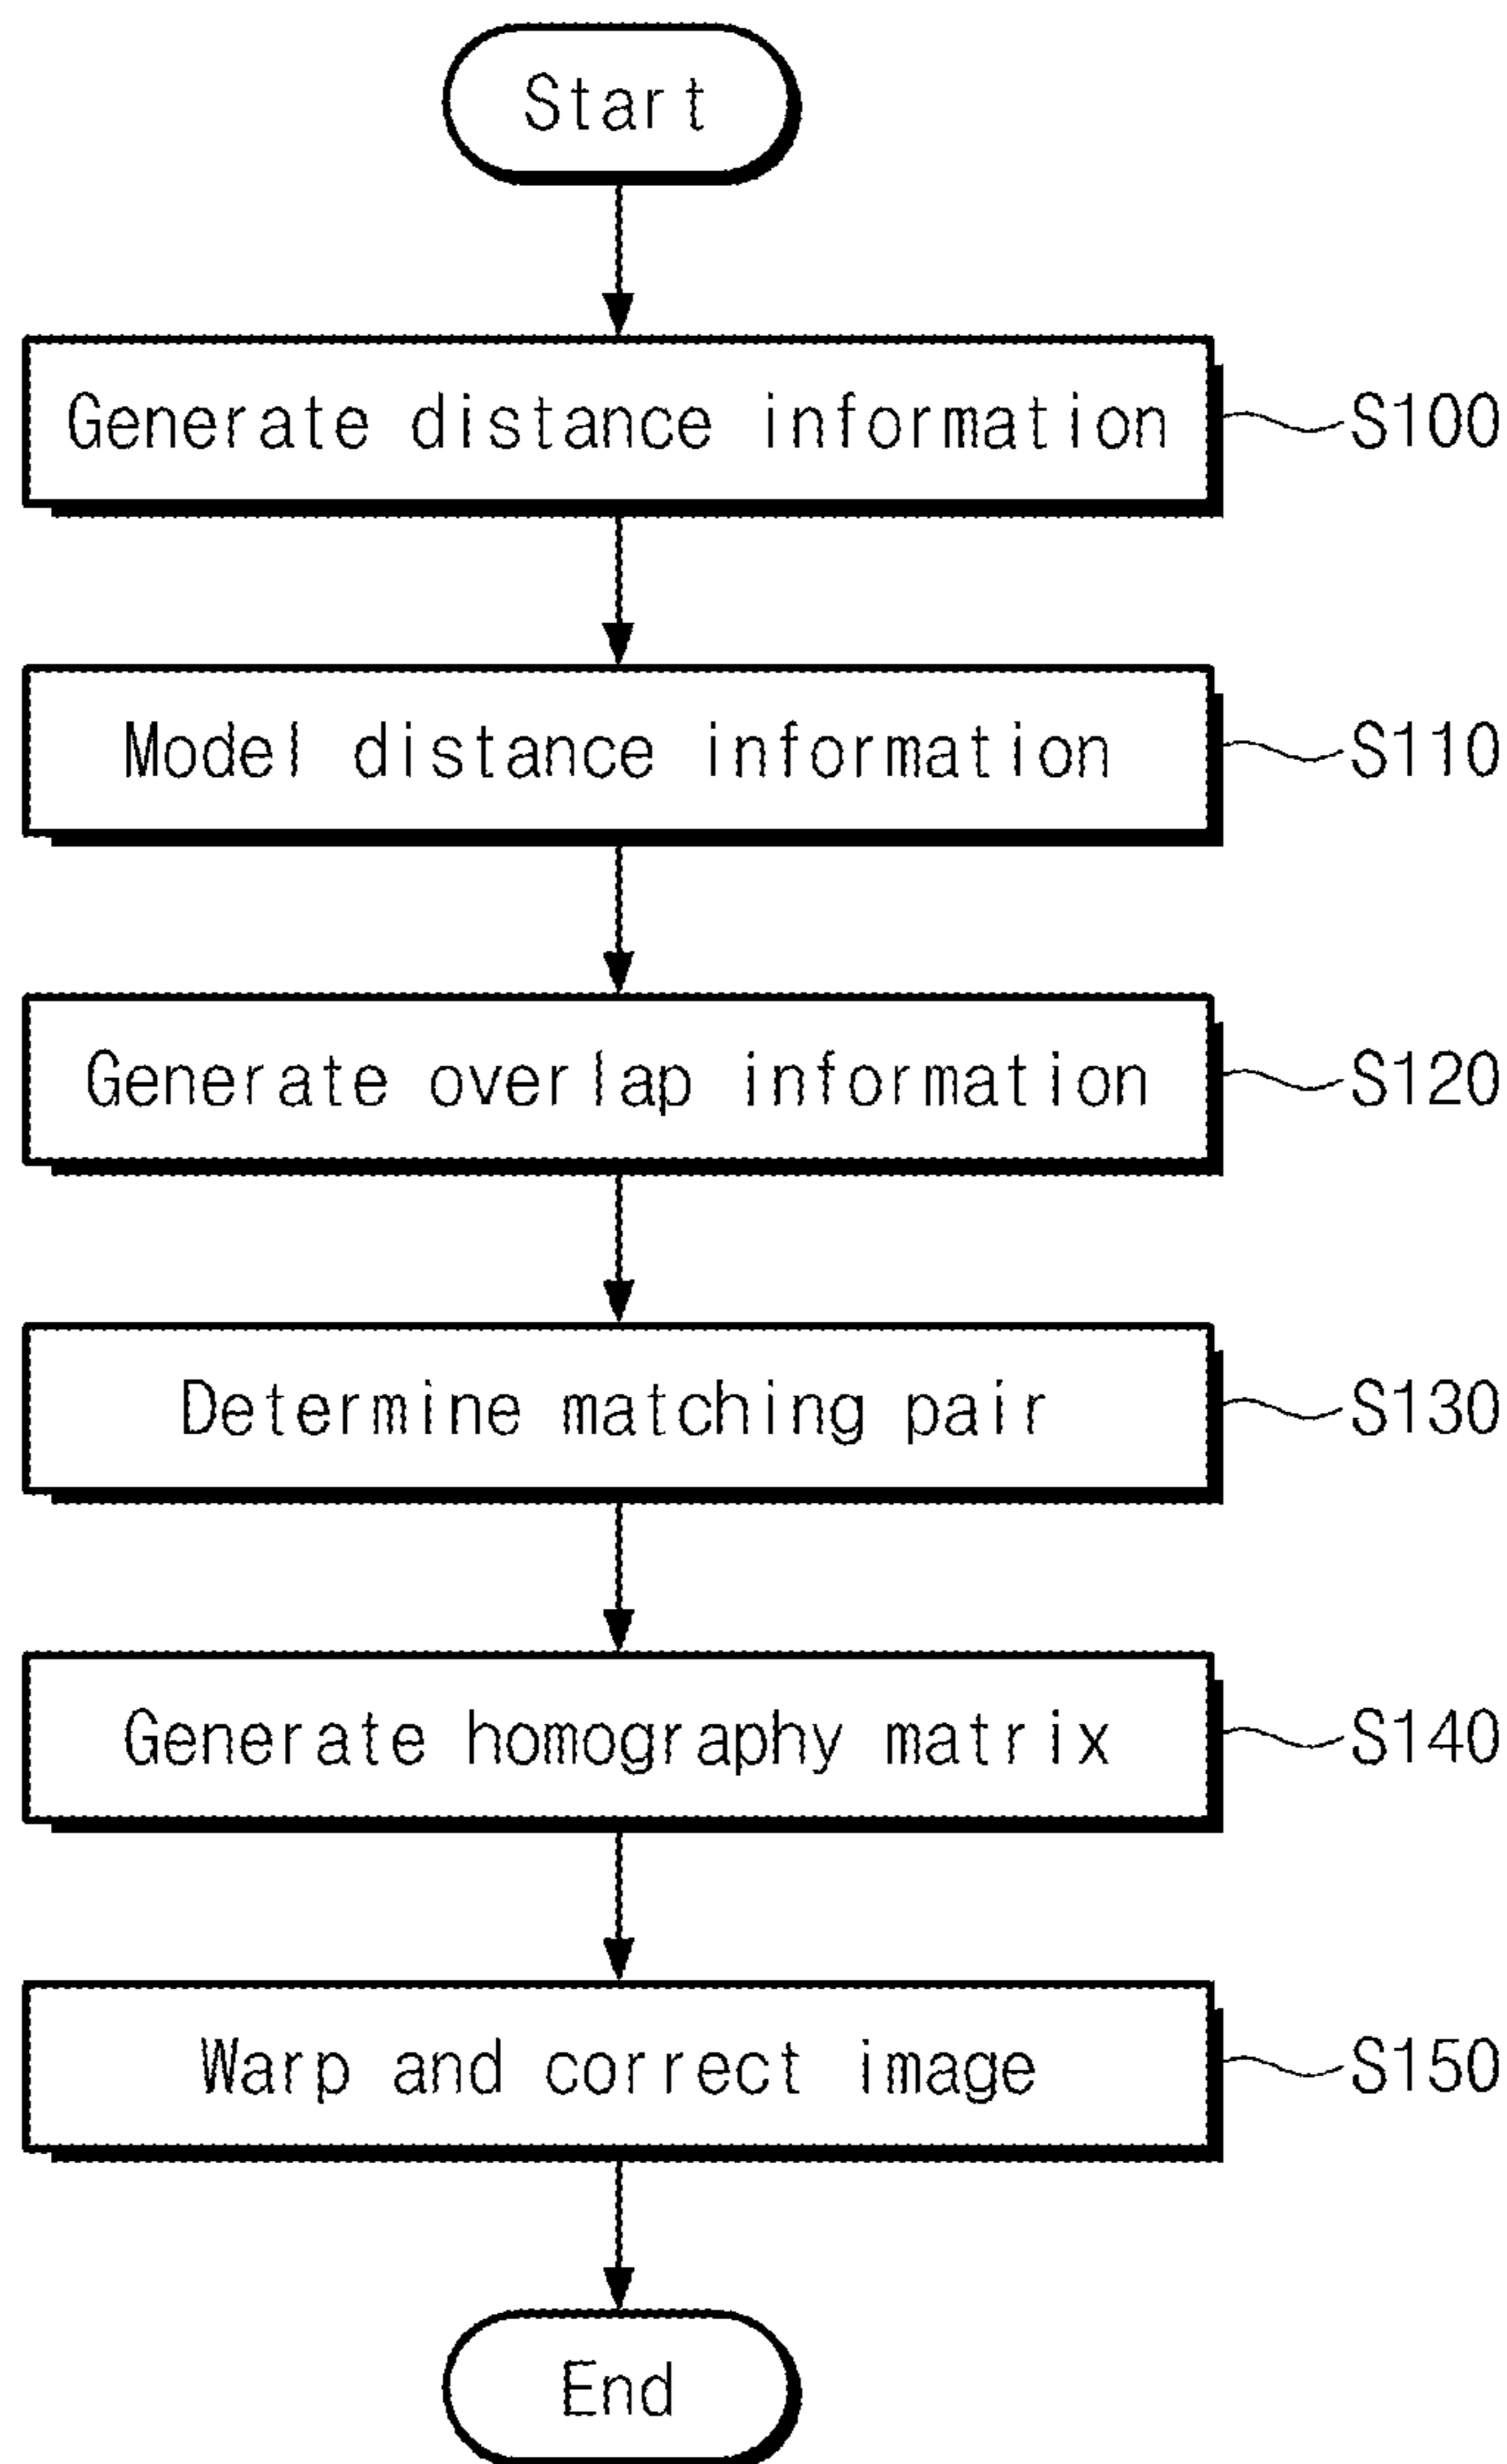 Start
Generate distance information S100
Model distance information S110
Generate overlap information S120
Determine matching pair S130
Generate homography matrix S140
Warp and correct image S150
End